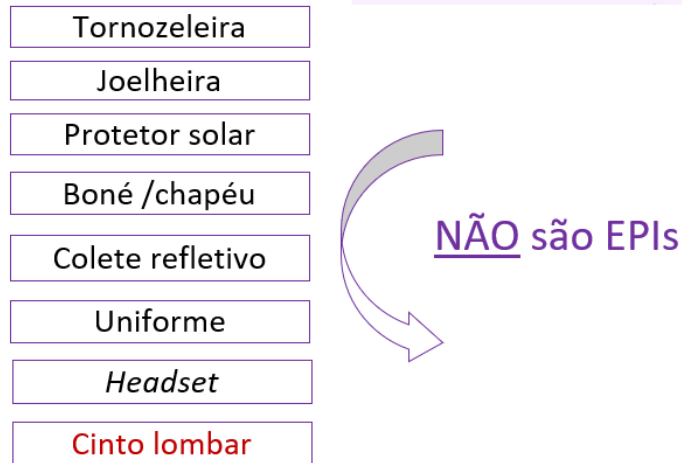 Tornozeleira
Joelheira
Protetor solar
Boné /chapéu
Colete refletivo
Uniforme
Headset
Cinto lombar
NÃO são EPIs